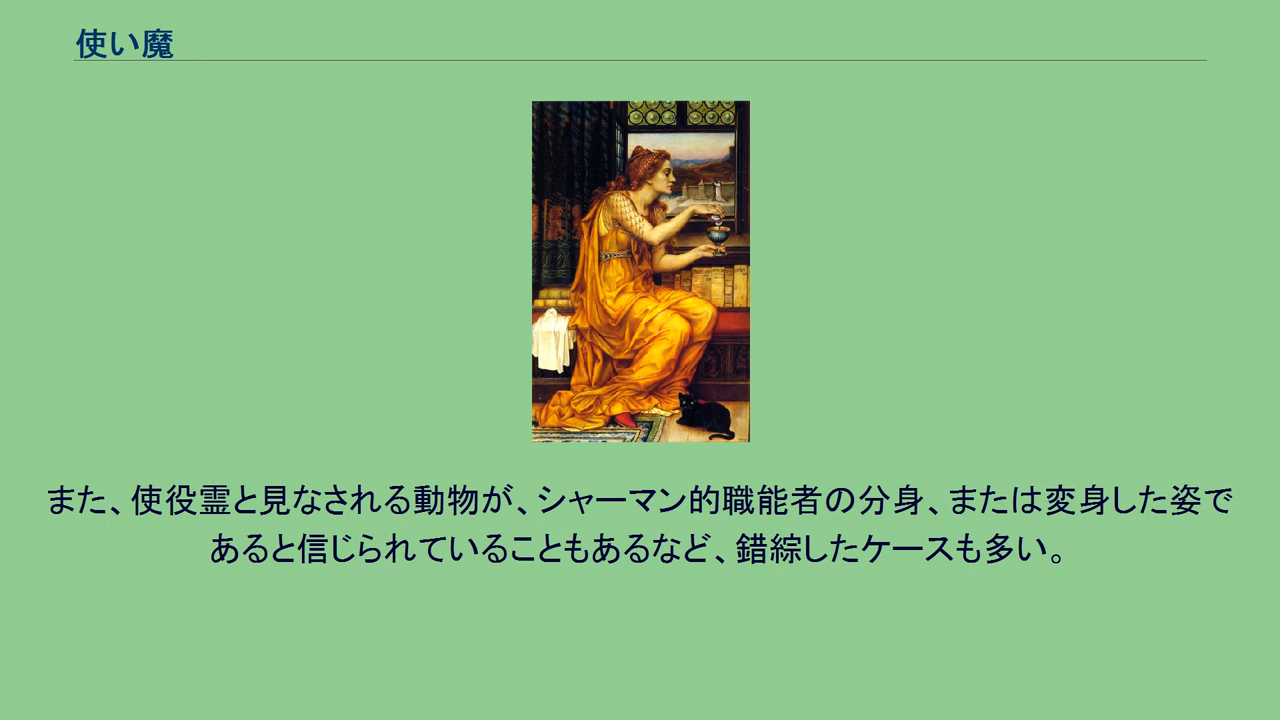 使い魔
また、使役霊と見なされる動物が、シャーマン的職能者の分身、または変身した姿で
あると信じられていることもあるなど、錯綜したケースも多い。